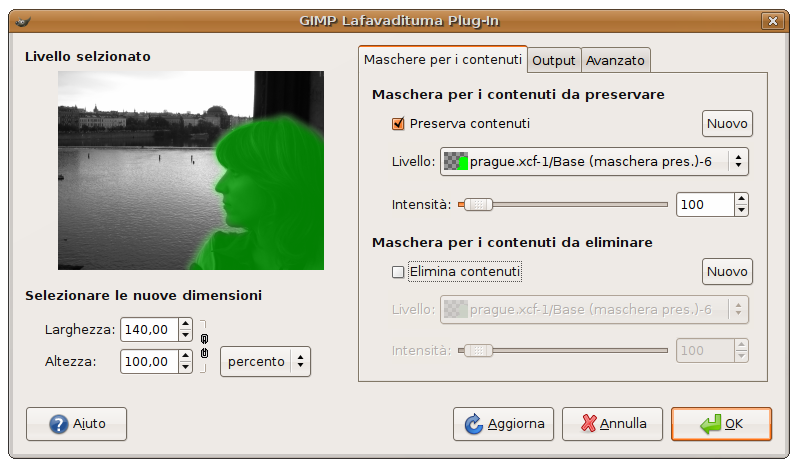 GIMP Lafavadituma Plug-In
Livello selzionato
Maschere per i contenuti
Output
Avanzato
Maschera per i contenuti da preservare
Preserva contenuti
Nuovo
Livello:
prague.xcf-1/Base (maschera pres.)-6
Intensità:
100
Maschera per i contenuti da eliminare
Elimina contenuti
Nuovo
Livello:
prague.xcf-1/Base (maschera pres.)-6
Intensità:
100
Selezionare le nuove dimensioni
Larghezza:
140,00
Altezza:
100,00
percento
Aiuto
Aggiorna
Annulla
OK